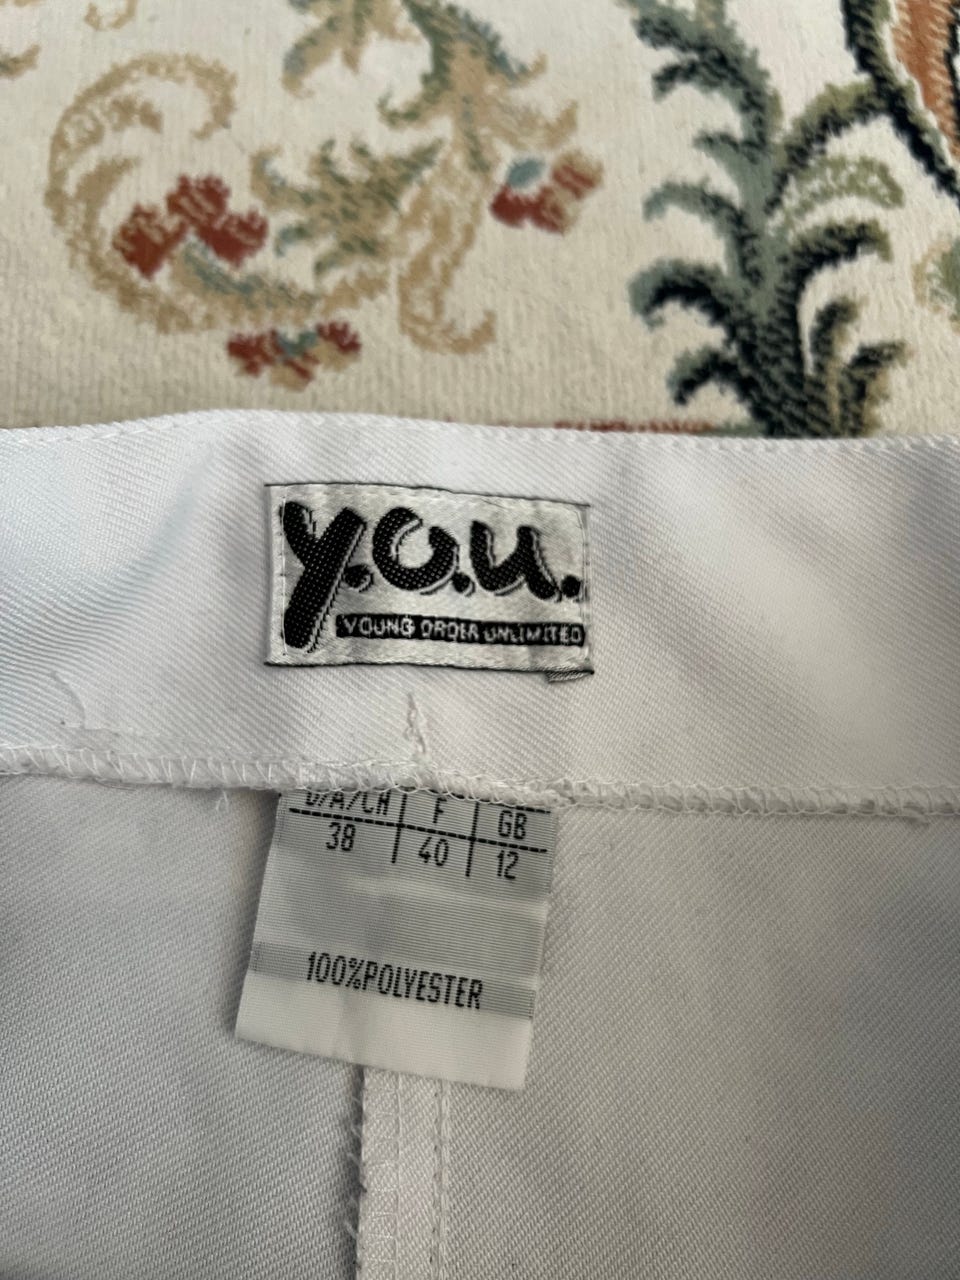 y.o.u.
YOUNG ORDER UNLIMITED
D/A/CH F GB
38 40 12
100%POLYESTER